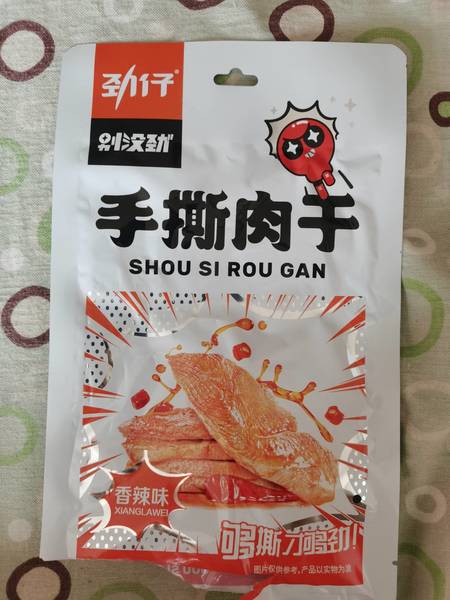 劲仔®
别没劲
手撕肉干
SHOU SI ROU GAN
香辣味
XIANGLAWEI
够撕才够劲!
图片仅供参考,产品以实物为准